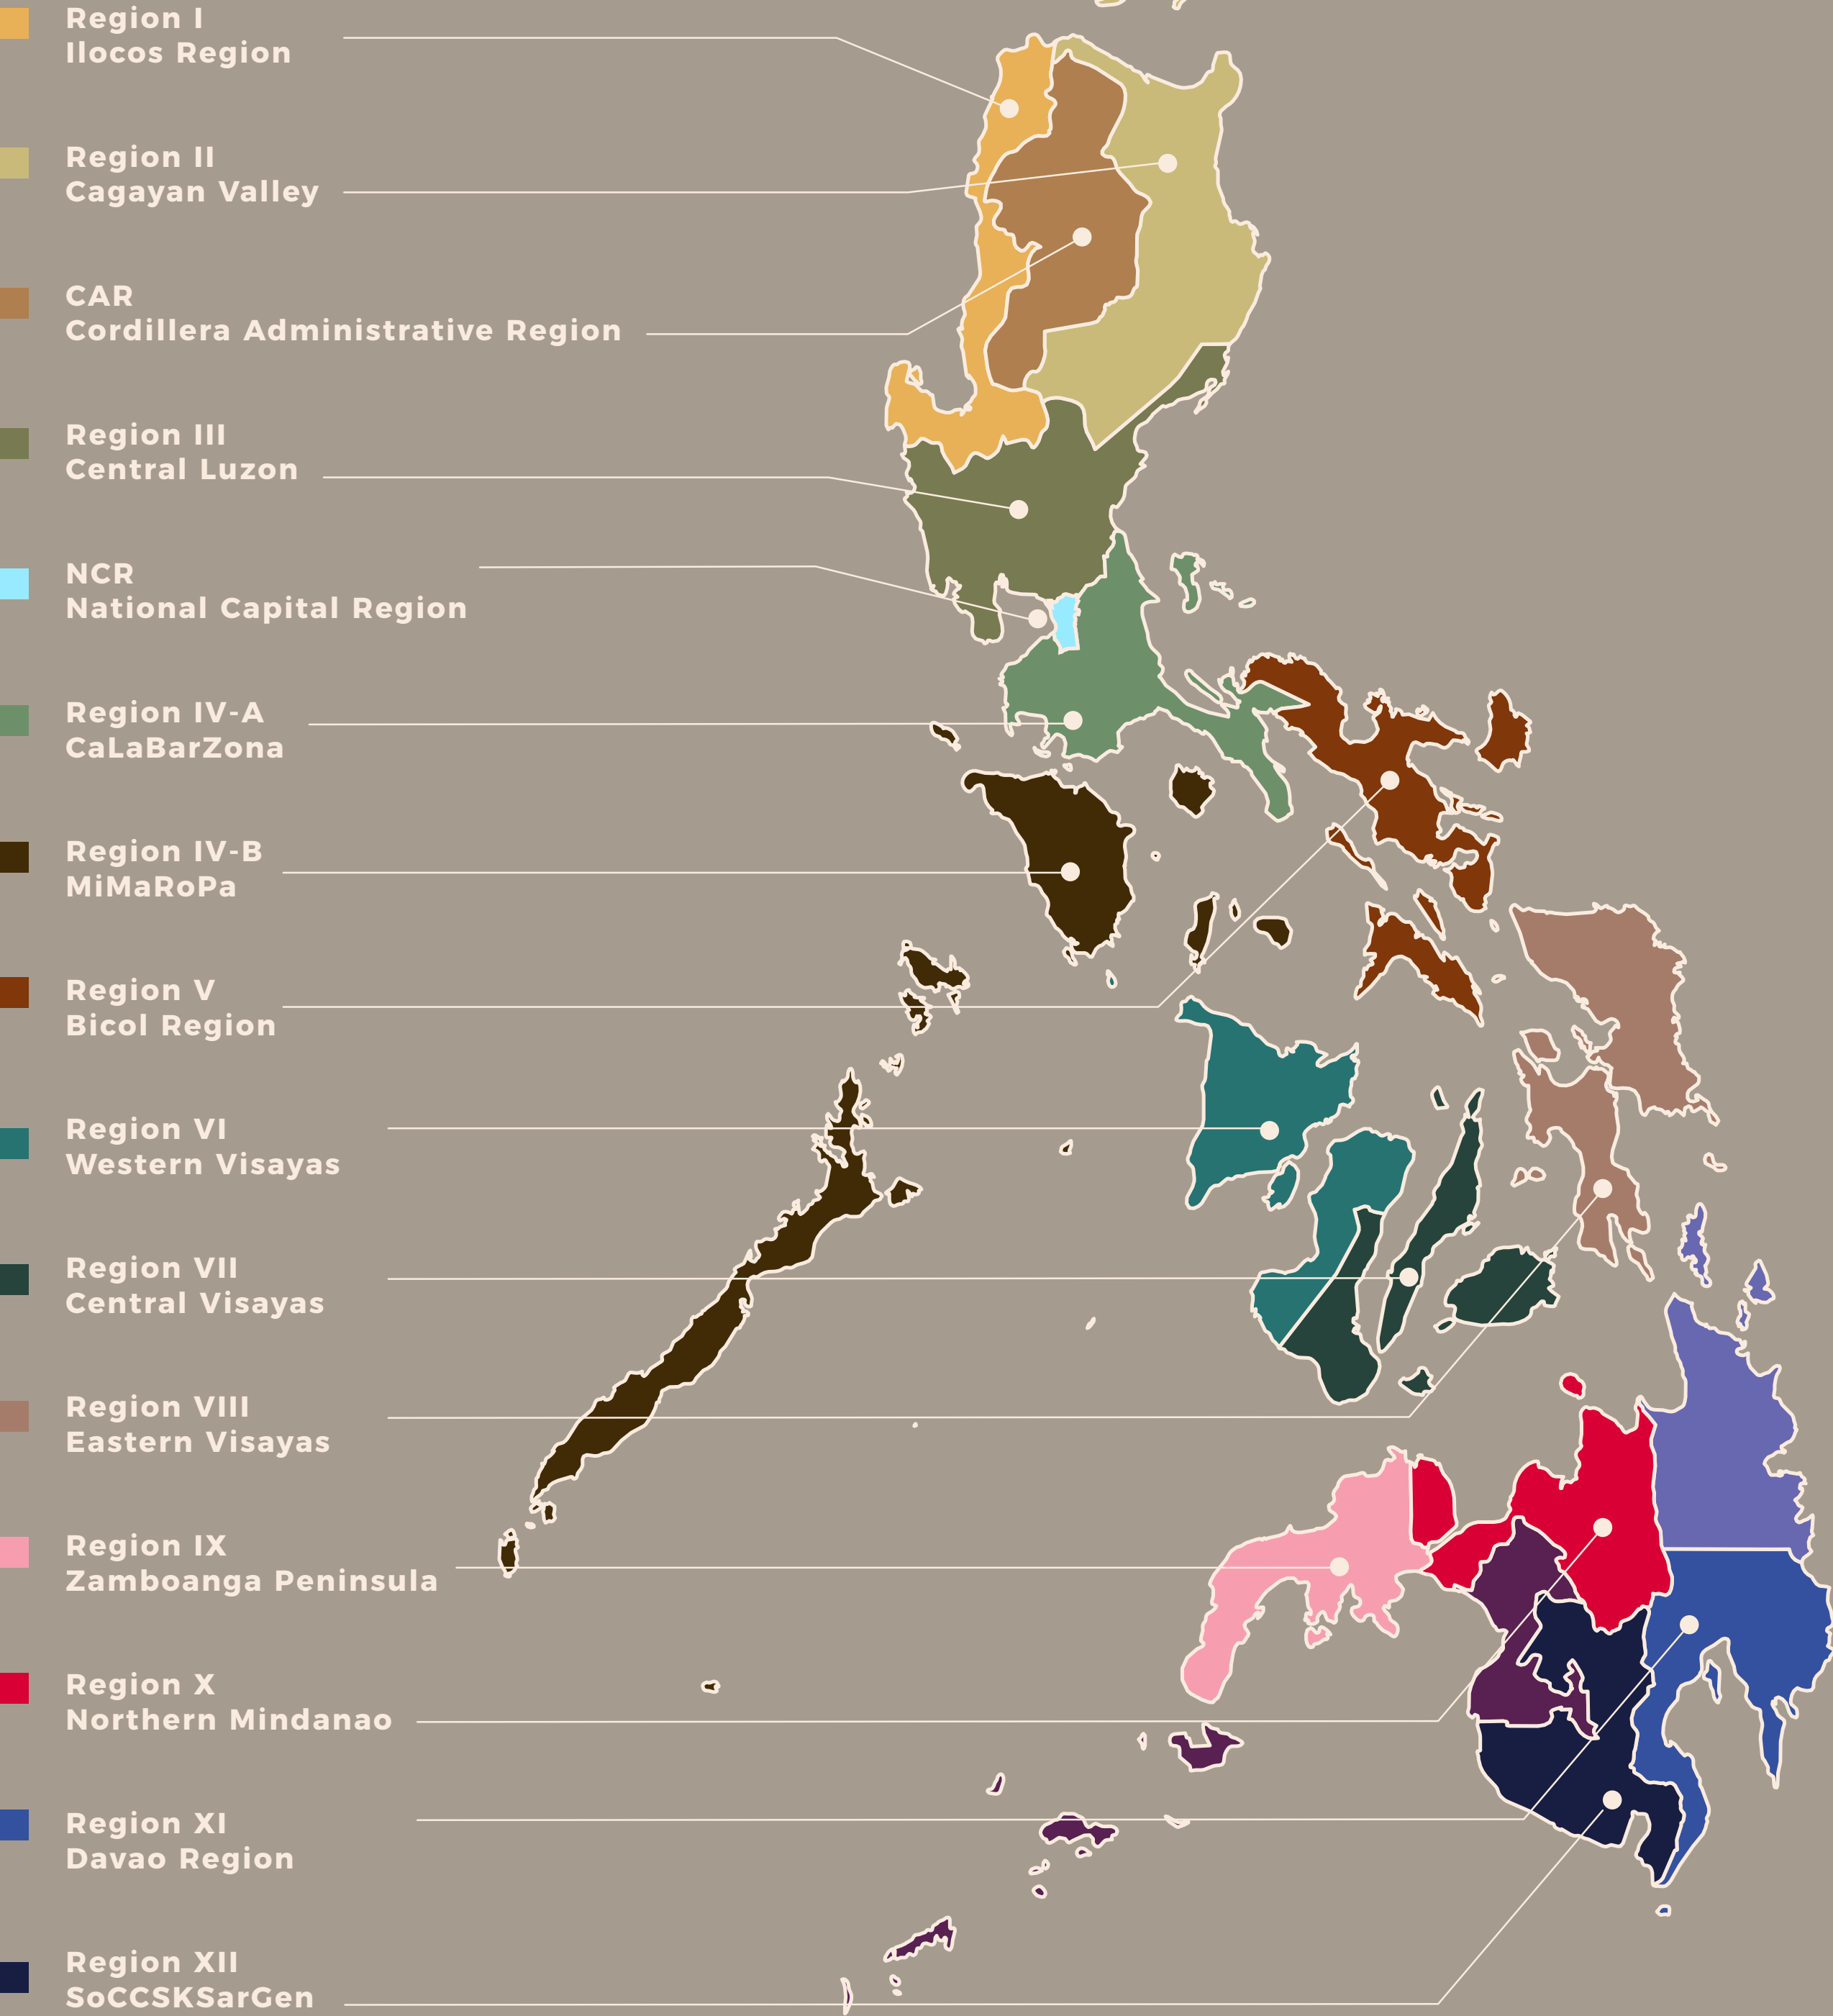 Region I
Ilocos Region
Region II
Cagayan Valley
CAR
Cordillera Administrative Region
Region III
Central Luzon
NCR
National Capital Region
Region IV-A
CaLaBarZona
Region IV-B
MiMaRoPa
Region V
Bicol Region
Region VI
Western Visayas
Region VII
Central Visayas
Region VIII
Eastern Visayas
Region IX
Zamboanga Peninsula
Region X
Northern Mindanao
Region XI
Davao Region
Region XII
SoCCSKSarGen